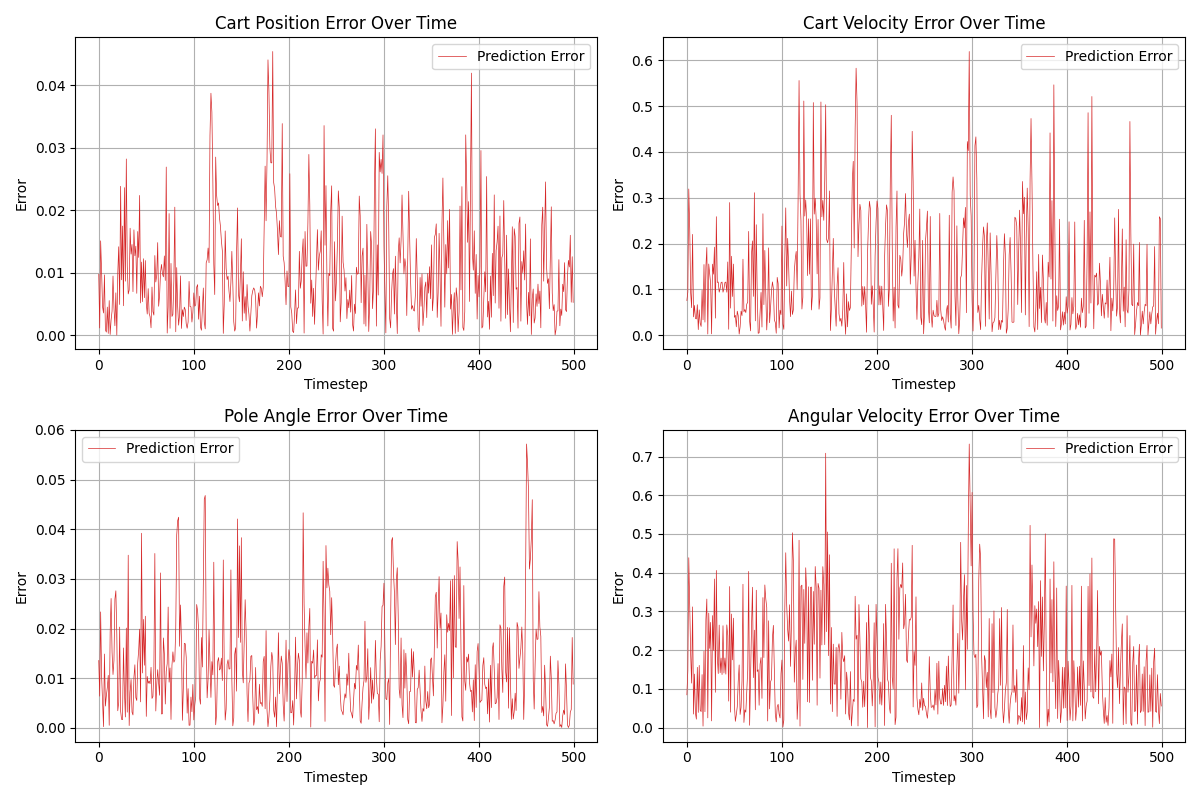 Cart Position Error Over Time
Prediction Error
Error
0.04
0.03
0.02
0.01
0.00
0 100 200 300 400 500
Timestep
Cart Velocity Error Over Time
Prediction Error
Error
0.6
0.5
0.4
0.3
0.2
0.1
0.0
0 100 200 300 400 500
Timestep
Pole Angle Error Over Time
Prediction Error
Error
0.06
0.05
0.04
0.03
0.02
0.01
0.00
0 100 200 300 400 500
Timestep
Angular Velocity Error Over Time
Prediction Error
Error
0.7
0.6
0.5
0.4
0.3
0.2
0.1
0.0
0 100 200 300 400 500
Timestep